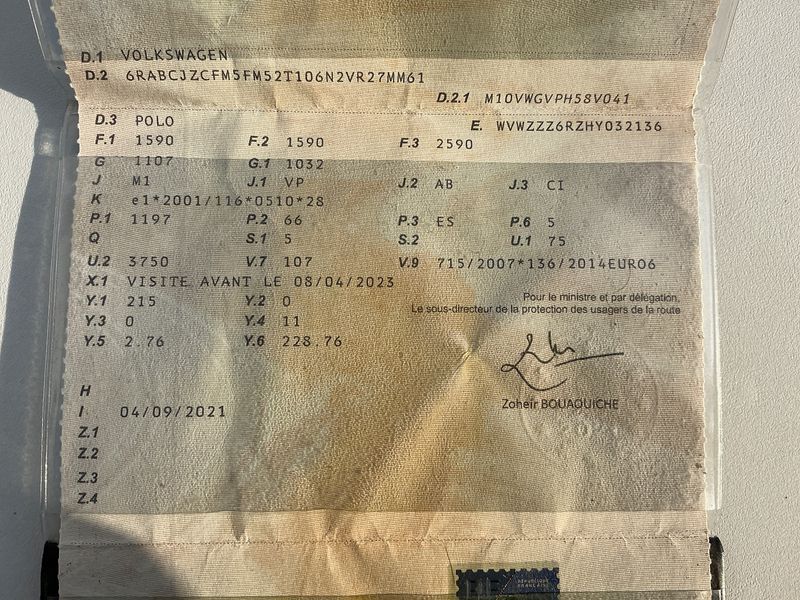 D.1 VOLKSWAGEN
D.2 6RABCJZCFM5FM52T106N2VR27MM61
D.2.1 M10VWGVPH58V041
D.3 POLO E. WVWZZZ6RZHY032136
F.1 1590 F.2 1590 F.3 2590
G 1107 G.1 1032
J M1 J.1 VP J.2 AB J.3 CI
K e1*2001/116*0510*28
P.1 1197 P.2 66 P.3 ES P.6 5
Q S.1 5 S.2 U.1 75
U.2 3750 V.7 107 V.9 715/2007*136/2014EURO6
X.1 VISITE AVANT LE 08/04/2023
Y.1 215 Y.2 0
Pour le ministre et par délégation,
Le sous-directeur de la protection des usagers de la route
Y.3 0 Y.4 11
Y.5 2.76 Y.6 228.76
H
Zoheir BOUAOUICHE
I 04/09/2021
Z.1
Z.2
Z.3
Z.4
RÉPUBLIQUE
FRANÇAISE